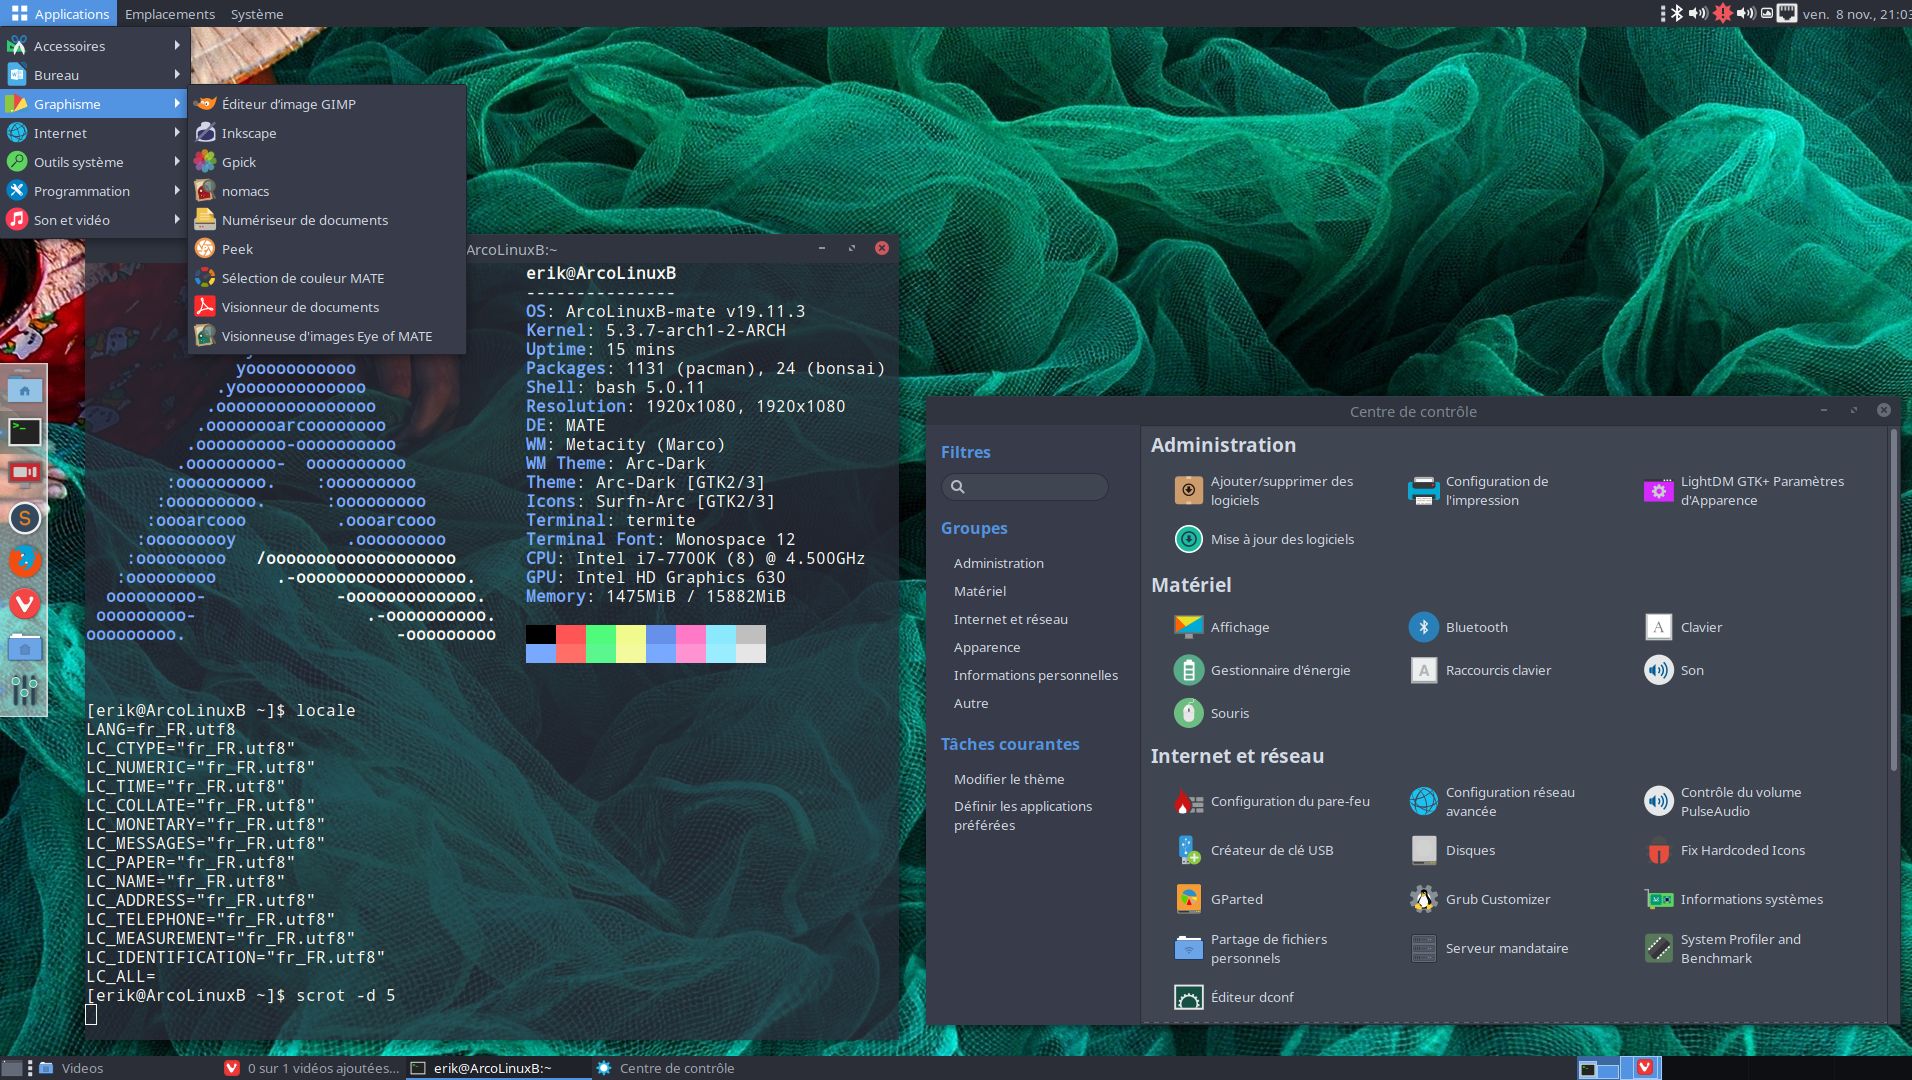 Applications Emplacements Système
ven. 8 nov., 21:03
Accessoires
Bureau
Graphisme
Internet
Outils système
Programmation
Son et vidéo
Éditeur d’image GIMP
Inkscape
Gpick
nomacs
Numériseur de documents
Peek
Sélection de couleur MATE
Visionneur de documents
Visionneuse d'images Eye of MATE
ArcoLinuxB:~
yooooooooooo
.yooooooooooooo
.oooooooooooooooo
.ooooooooarcoooooooo
.ooooooooo-oooooooooo
.ooooooooo-  oooooooooo
:ooooooooo.    :ooooooooo
:ooooooooo.      :ooooooooo
:oooarcooo         .oooarcooo
:ooooooooy           .ooooooooo
:ooooooooo   /ooooooooooooooooooo
:ooooooooo      .-ooooooooooooooooo.
ooooooooo-             -ooooooooooooo.
ooooooooo-                 .-oooooooooo.
ooooooooo.                     -ooooooooo
erik@ArcoLinuxB
---------------
OS: ArcoLinuxB-mate v19.11.3
Kernel: 5.3.7-arch1-2-ARCH
Uptime: 15 mins
Packages: 1131 (pacman), 24 (bonsai)
Shell: bash 5.0.11
Resolution: 1920x1080, 1920x1080
DE: MATE
WM: Metacity (Marco)
WM Theme: Arc-Dark
Theme: Arc-Dark [GTK2/3]
Icons: Surfn-Arc [GTK2/3]
Terminal: termite
Terminal Font: Monospace 12
CPU: Intel i7-7700K (8) @ 4.500GHz
GPU: Intel HD Graphics 630
Memory: 1475MiB / 15882MiB
[erik@ArcoLinuxB ~]$ locale
LANG=fr_FR.utf8
LC_CTYPE="fr_FR.utf8"
LC_NUMERIC="fr_FR.utf8"
LC_TIME="fr_FR.utf8"
LC_COLLATE="fr_FR.utf8"
LC_MONETARY="fr_FR.utf8"
LC_MESSAGES="fr_FR.utf8"
LC_PAPER="fr_FR.utf8"
LC_NAME="fr_FR.utf8"
LC_ADDRESS="fr_FR.utf8"
LC_TELEPHONE="fr_FR.utf8"
LC_MEASUREMENT="fr_FR.utf8"
LC_IDENTIFICATION="fr_FR.utf8"
LC_ALL=
[erik@ArcoLinuxB ~]$ scrot -d 5
Centre de contrôle
Filtres
Groupes
Administration
Matériel
Internet et réseau
Apparence
Informations personnelles
Autre
Tâches courantes
Modifier le thème
Définir les applications
préférées
Administration
Ajouter/supprimer des
logiciels
Configuration de
l'impression
LightDM GTK+ Paramètres
d'Apparence
Mise à jour des logiciels
Matériel
Affichage
Bluetooth
Clavier
Gestionnaire d'énergie
Raccourcis clavier
Son
Souris
Internet et réseau
Configuration du pare-feu
Configuration réseau
avancée
Contrôle du volume
PulseAudio
Créateur de clé USB
Disques
Fix Hardcoded Icons
GParted
Grub Customizer
Informations systèmes
Partage de fichiers
personnels
Serveur mandataire
System Profiler and
Benchmark
Éditeur dconf
Videos
0 sur 1 vidéos ajoutées...
erik@ArcoLinuxB:~
Centre de contrôle